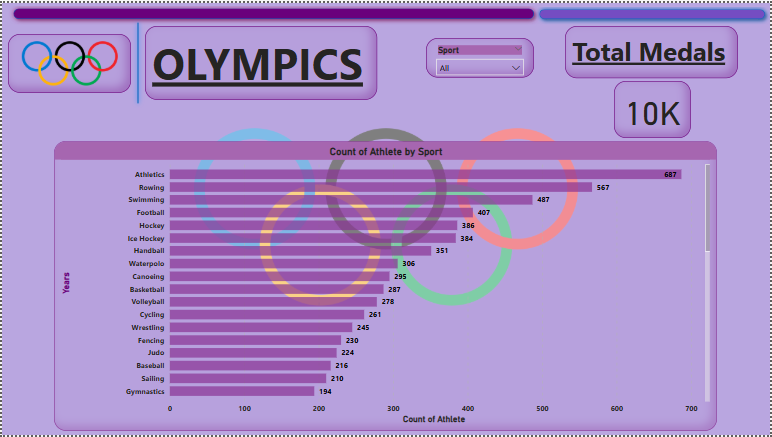 OLYMPICS
Sport
All
Total Medals
10K
Count of Athlete by Sport
Years
Athletics 687
Rowing 567
Swimming 487
Football 407
Hockey 386
Ice Hockey 384
Handball 351
Waterpolo 306
Canoeing 295
Basketball 287
Volleyball 278
Cycling 261
Wrestling 245
Fencing 230
Judo 224
Baseball 216
Sailing 210
Gymnastics 194
0 100 200 300 400 500 600 700
Count of Athlete